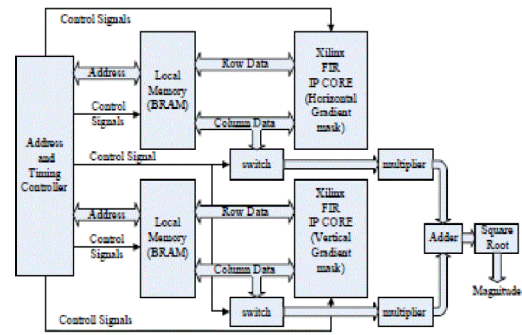 Control Signals
Address
and
Timing
Controller
Address
Control
Signals
Local
Memory
(BRAM)
Row Data
Column Data
Xilinx
FIR
IP CORE
(Horizontal
Gradient
mask)
Control Signal
switch
multiplier
Address
Control
Signals
Local
Memory
(BRAM)
Row Data
Column Data
Xilinx
FIR
IP CORE
(Vertical
Gradient
mask)
Adder
Square
Root
Magnitude
switch
multiplier
Controll Signals